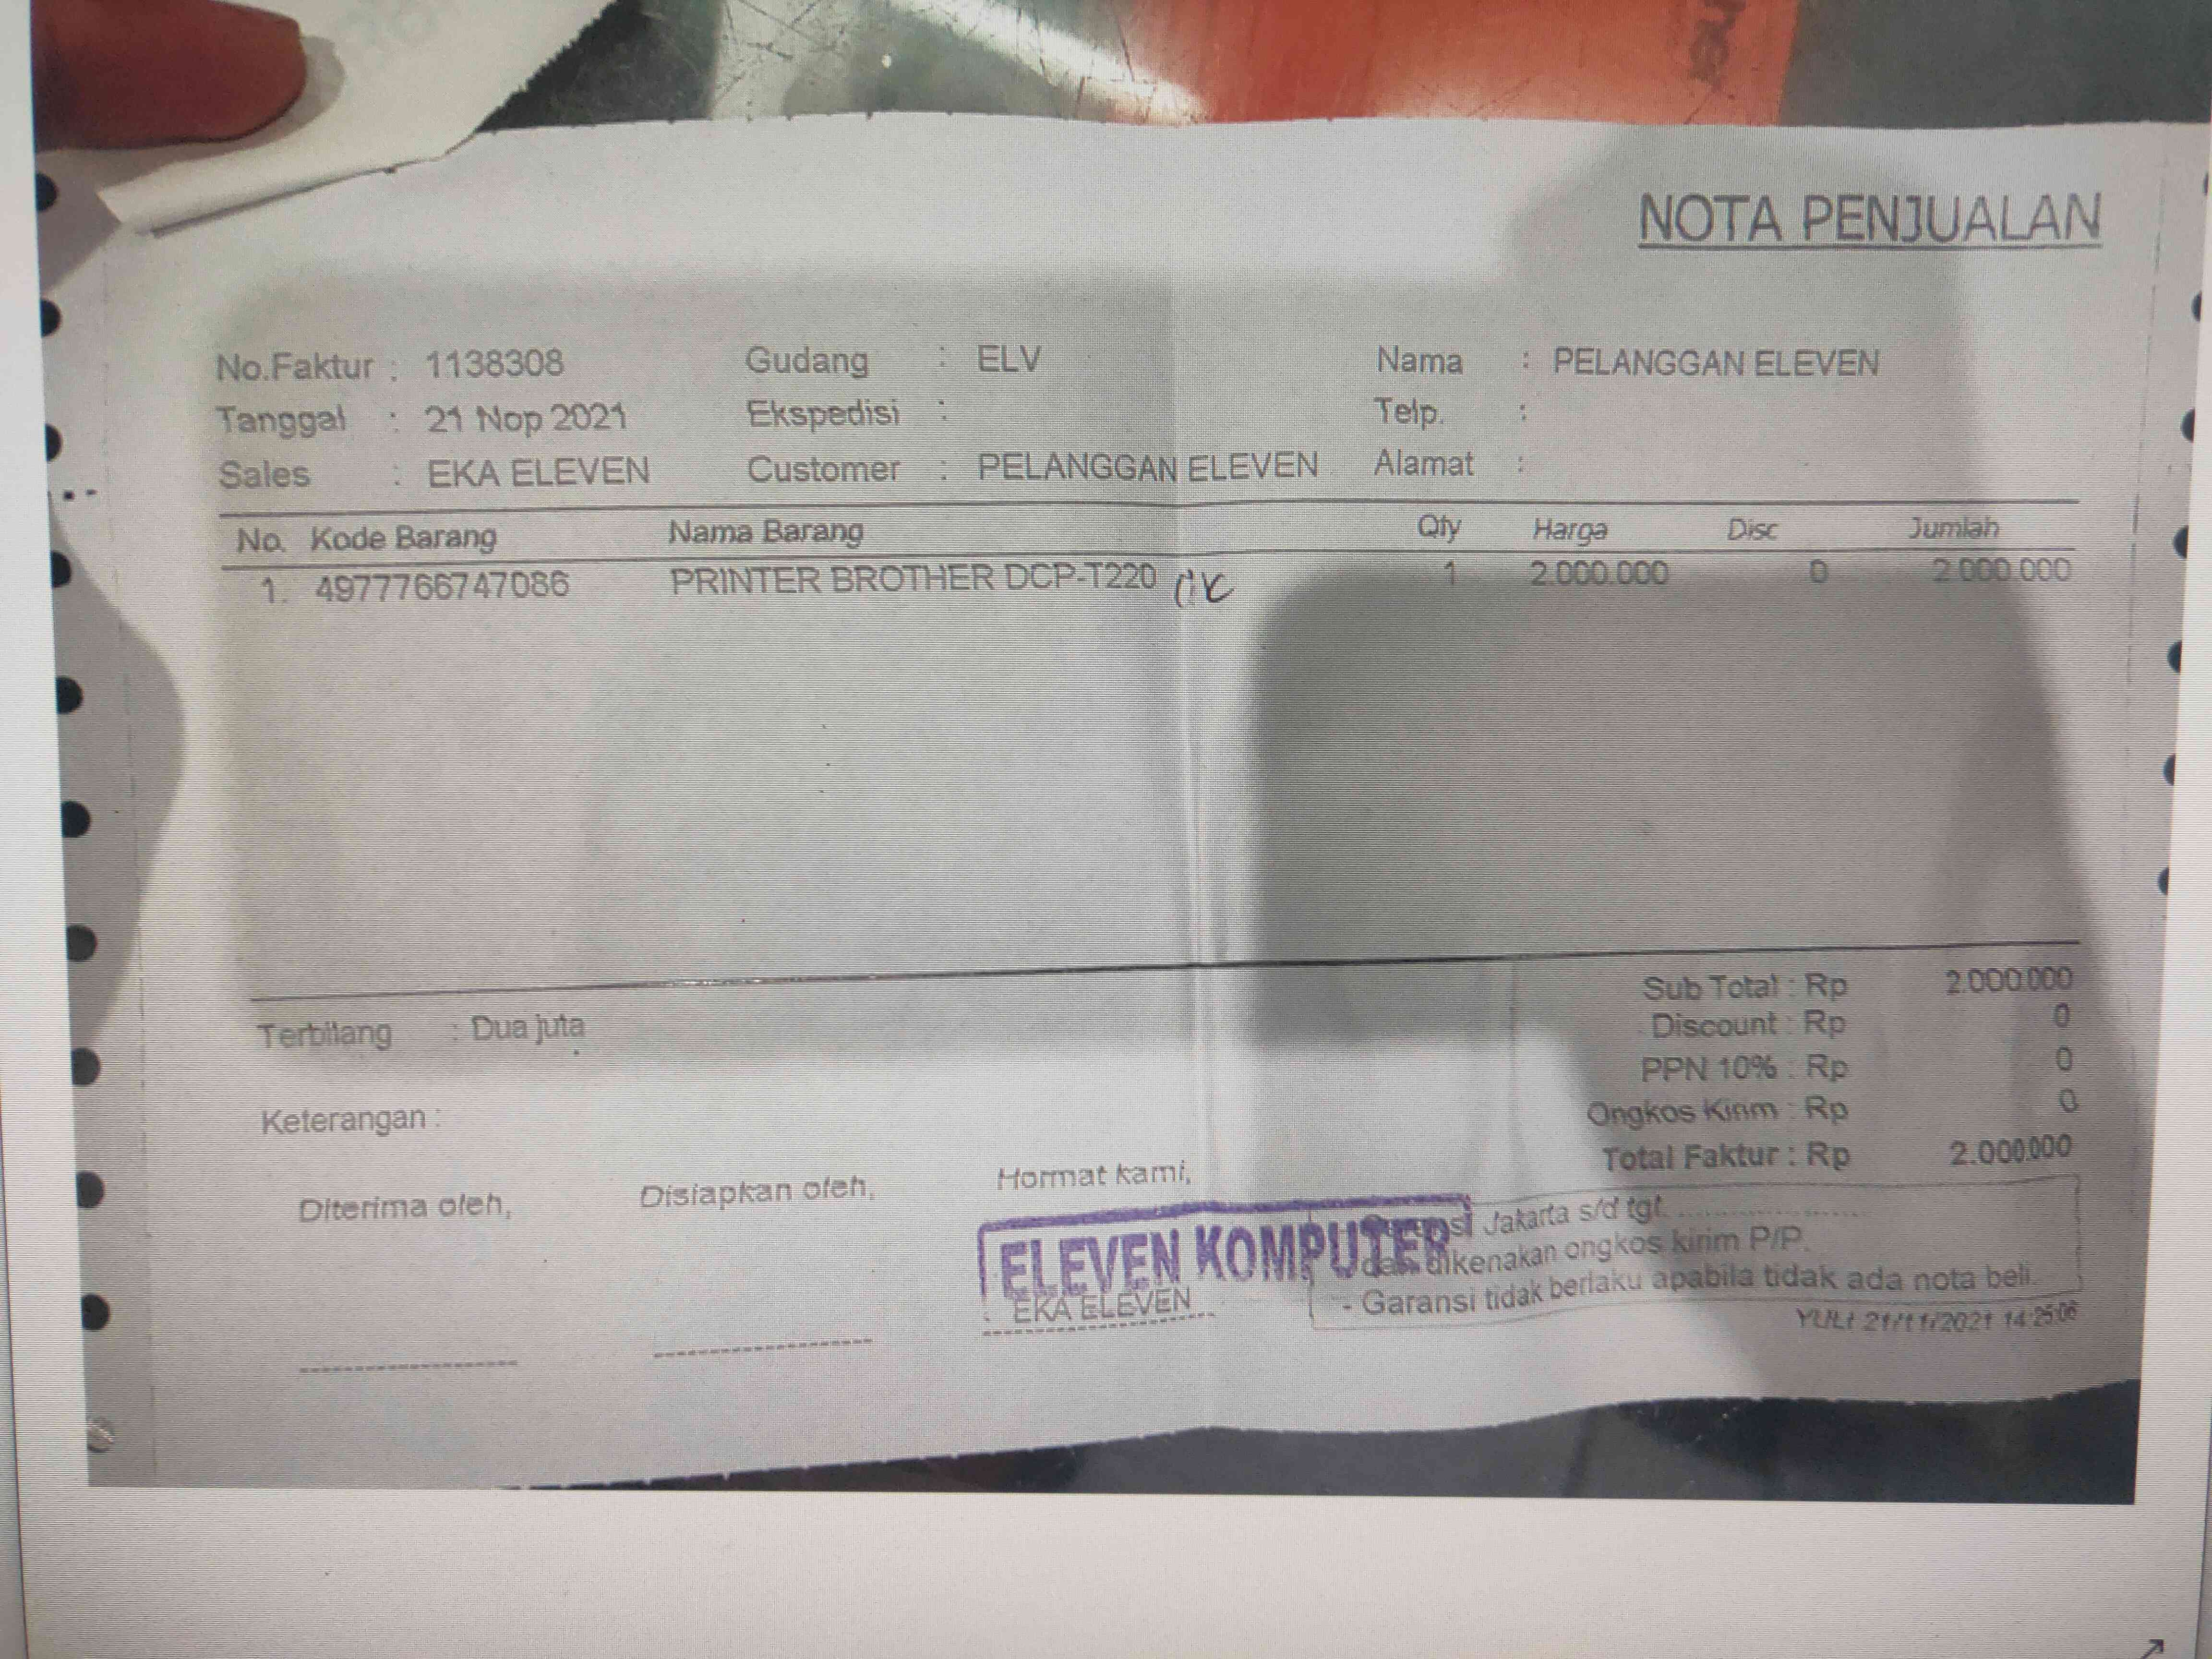 NOTA PENJUALAN
No.Faktur : 1138308 Gudang : ELV Nama : PELANGGAN ELEVEN
Tanggal : 21 Nop 2021 Ekspedisi : Telp. :
Sales : EKA ELEVEN Customer : PELANGGAN ELEVEN Alamat :
No. Kode Barang Nama Barang Qty Harga Disc Jumlah
1. 4977766747086 PRINTER BROTHER DCP-T220 1 2.000.000 0 2.000.000
Sub Total : Rp 2.000.000
Terbilang : Dua juta
Discount : Rp 0
PPN 10% : Rp 0
Keterangan :
Ongkos Kirim : Rp 0
Total Faktur : Rp 2.000.000
Diterima oleh, Disiapkan oleh, Hormat kami,
ELEVEN KOMPUTER
EKA ELEVEN
Jakarta s/d tgl. ....................
dikenakan ongkos kirim P/P.
- Garansi tidak berlaku apabila tidak ada nota beli.
YULI 21/11/2021 14:25:06